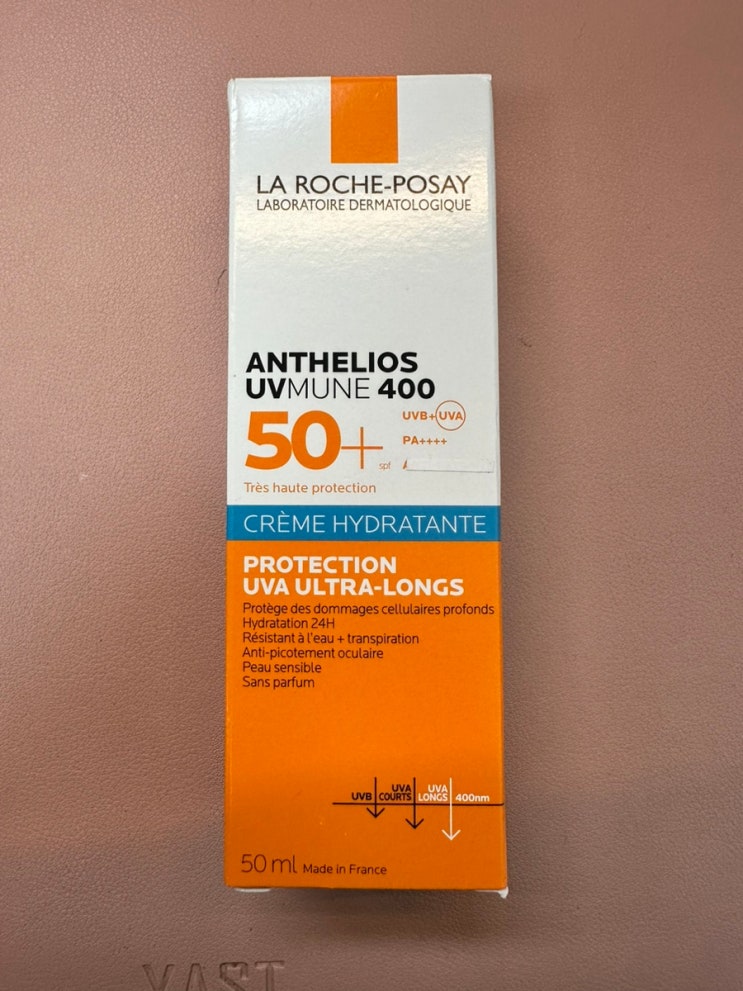 LA ROCHE-POSAY
LABORATOIRE DERMATOLOGIQUE
ANTHELIOS
UVMUNE 400
50+ spf
UVB+UVA
PA++++
Très haute protection
CRÈME HYDRATANTE
PROTECTION
UVA ULTRA-LONGS
Protège des dommages cellulaires profonds
Hydratation 24H
Résistant à l'eau + transpiration
Anti-picotement oculaire
Peau sensible
Sans parfum
UVB
UVA COURTS
UVA LONGS
400nm
50 ml Made in France